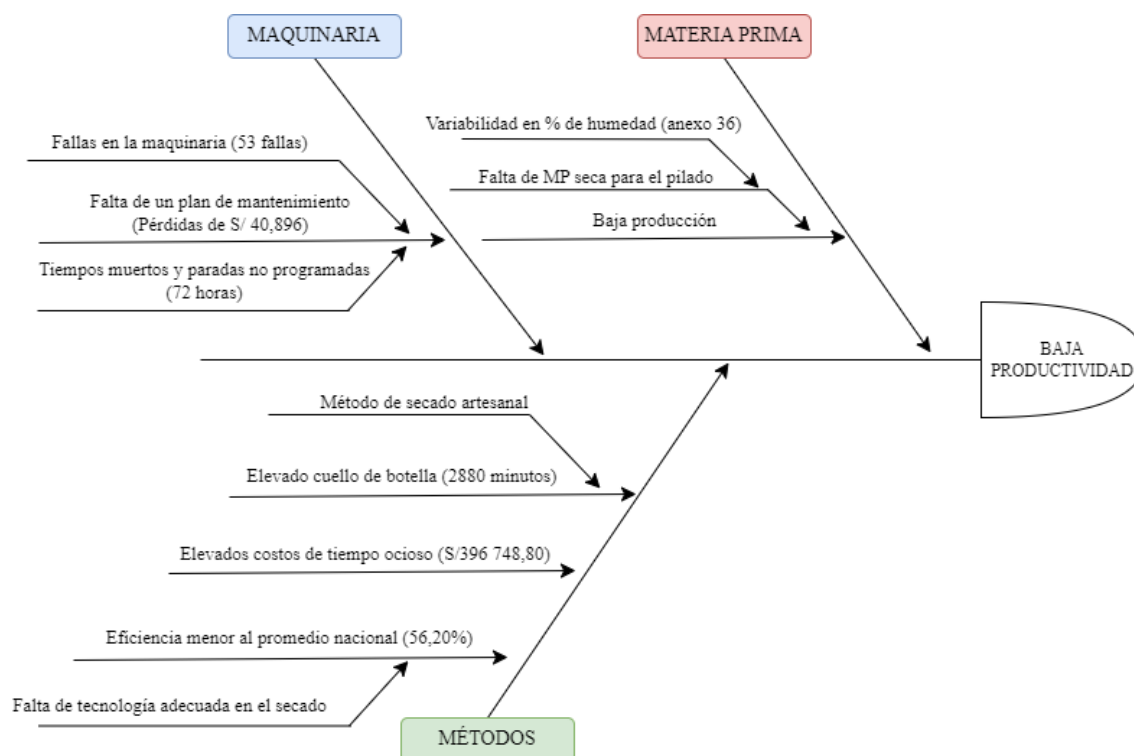 MAQUINARIA
MATERIA PRIMA
Variabilidad en % de humedad (anexo 36)
Fallas en la maquinaria (53 fallas)
Falta de MP seca para el pilado
Falta de un plan de mantenimiento
(Pérdidas de S/ 40,896)
Baja producción
Tiempos muertos y paradas no programadas
(72 horas)
BAJA
PRODUCTIVIDAD
Método de secado artesanal
Elevado cuello de botella (2880 minutos)
Elevados costos de tiempo ocioso (S/396 748,80)
Eficiencia menor al promedio nacional (56,20%)
Falta de tecnología adecuada en el secado
MÉTODOS